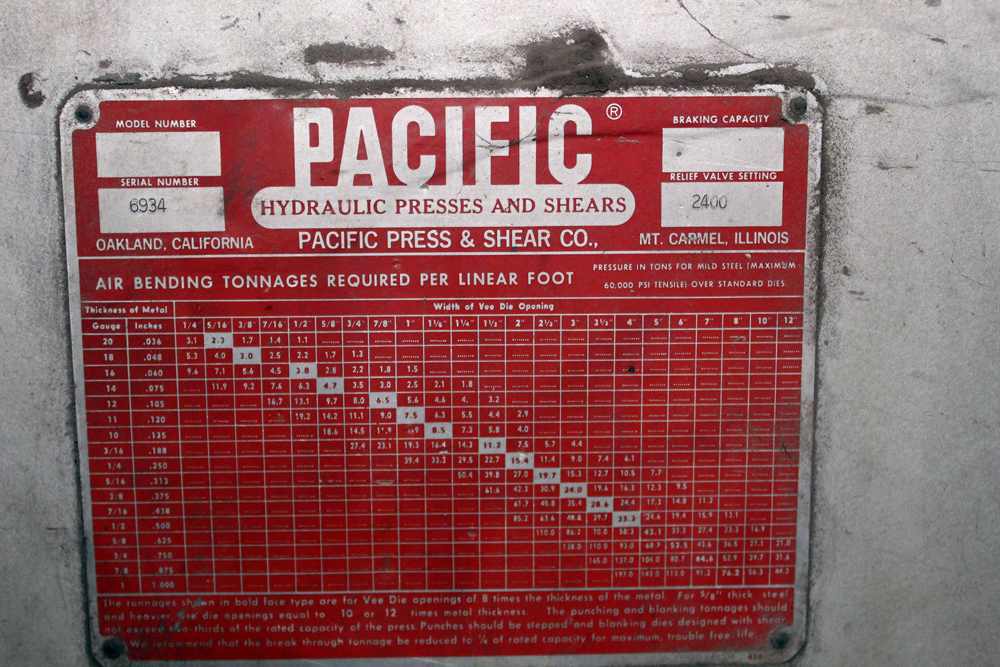 MODEL NUMBER
PACIFIC®
BRAKING CAPACITY
SERIAL NUMBER
6934
RELIEF VALVE SETTING
2400
HYDRAULIC PRESSES AND SHEARS
OAKLAND, CALIFORNIA
PACIFIC PRESS & SHEAR CO.,
MT. CARMEL, ILLINOIS
AIR BENDING TONNAGES REQUIRED PER LINEAR FOOT
PRESSURE IN TONS FOR MILD STEEL (MAXIMUM
60,000 PSI TENSILE) OVER STANDARD DIES
Thickness of Metal Width of Vee Die Opening
Gauge Inches 1/4" 5/16 3/8" 7/16" 1/2" 5/8" 3/4 7/8" 1" 1⅛" 1¼" 1½" 2" 2½" 3" 3½" 4" 5" 6" 7" 8" 10" 12"
20 .036 3.1 2.3 1.7 1.4 1.1
18 .048 5.3 4.0 3.0 2.5 2.2 1.7 1.3
16 .060 9.6 7.1 5.6 4.5 3.8 2.8 2.2 1.8 1.5
14 .075 11.9 9.2 7.6 6.3 4.7 3.5 3.0 2.5 2.1 1.8
12 .105 16.7 13.1 9.7 8.0 6.5 5.6 4.6 4. 3.2
11 .120 19.2 14.2 11.1 9.0 7.5 6.3 5.5 4.4 2.9
10 .135 18.6 14.5 8.5 7.3 5.8 4.0
3/16 .188 27.4 23.1 19.3 16.4 14.3 11.2 7.5 5.7 4.4
1/4 .250 39.4 33.3 29.5 22.7 15.4 11.4 9.0 7.4 6.1
5/16 .313 50.4 39.8 27.0 19.7 15.3 12.7 10.5 7.7
3/8 .375 61.6 42.3 30.9 24.0 19.6 16.3 12.3 9.5
7/16 .438 61.7 45.8 35.4 28.6 24.4 17.3 14.8 11.2
1/2 .500 85.2 63.6 48.8 39.7 33.3 24.6 19.4 15.9 13.1
5/8 .625 110.0 86.2 70.0 58.3 43.1 33.3 27.4 23.3 16.9
3/4 .750 138.0 110.0 93.0 68.7 53.5 43.6 36.5 27.1 21.0
7/8 .875 165.0 137.0 104.0 80.7 64.6 52.9 39.7 31.6
1 1.000 197.0 143.0 113.0 91.2 76.2 56.3 44.2
The tonnages shown in bold face type are for Vee Die openings of 8 times the thickness of the metal. For 5/8" thick steel
and heavier, use die openings equal to 10 or 12 times metal thickness. The punching and blanking tonnages should
not exceed two-thirds of the rated capacity of the press. Punches should be stepped and blanking dies designed with shear.
We recommend that the break through tonnage be reduced to ¼ of rated capacity for maximum, trouble free life.